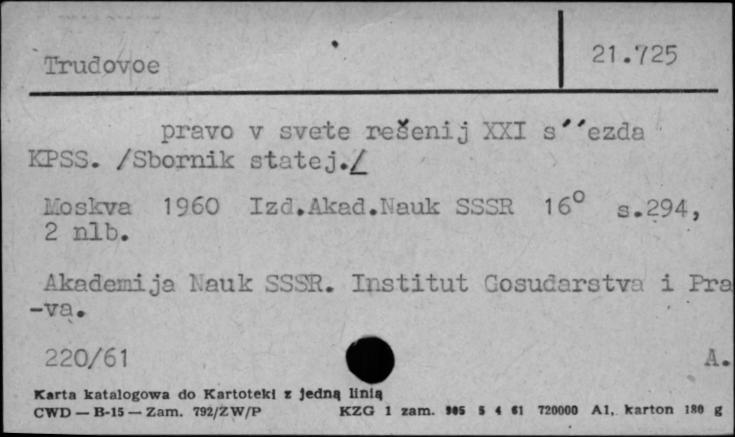 Trudovoe
21.725
pravo v svete rešenij XXI s''ezda
KPSS. /Sbornik statej./
Moskva 1960 Izd.Akad.Nauk SSSR 16° s.294,
2 nlb.
Akademija Nauk SSSR. Institut Gosudarstva i Pra
-va.
220/61
A.
Karta katalogowa do Kartoteki z jedną linią
CWD — B-15 — Zam. 792/ZW/P KZG 1 zam. 905 5 4 61 720000 A1, karton 180 g